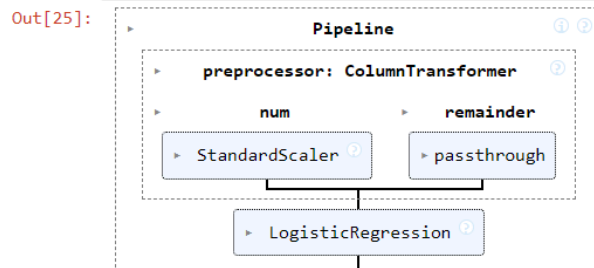 Out[25]:
Pipeline
preprocessor: ColumnTransformer
num remainder
StandardScaler passthrough
LogisticRegression